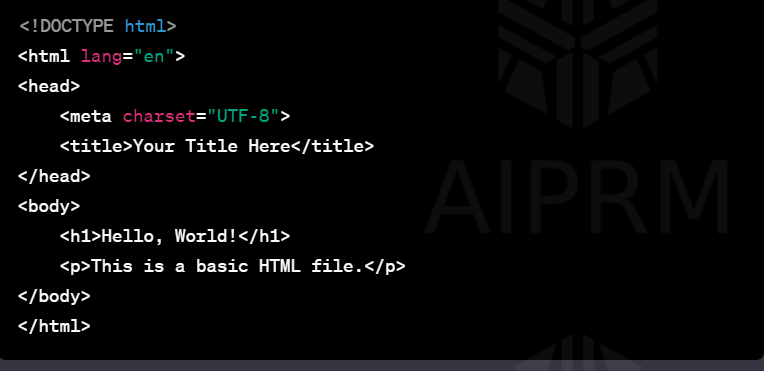 <!DOCTYPE html>
<html lang="en">
<head>
    <meta charset="UTF-8">
    <title>Your Title Here</title>
</head>
<body>
    <h1>Hello, World!</h1>
    <p>This is a basic HTML file.</p>
</body>
</html>
AIPRM